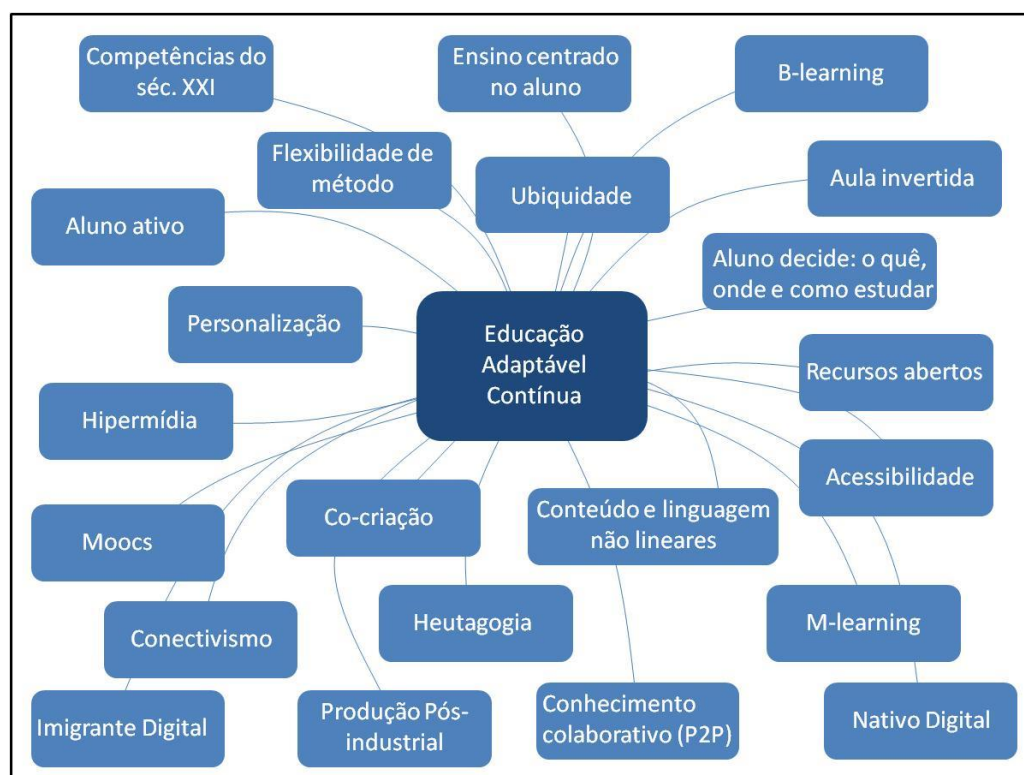 Competências do
séc. XXI
Ensino centrado
no aluno
B-learning
Flexibilidade de
método
Ubiquidade
Aula invertida
Aluno ativo
Aluno decide: o quê,
onde e como estudar
Personalização
Educação
Adaptável
Contínua
Recursos abertos
Hipermídia
Acessibilidade
Moocs
Co-criação
Conteúdo e linguagem
não lineares
Conectivismo
Heutagogia
M-learning
Imigrante Digital
Produção Pós-
industrial
Conhecimento
colaborativo (P2P)
Nativo Digital